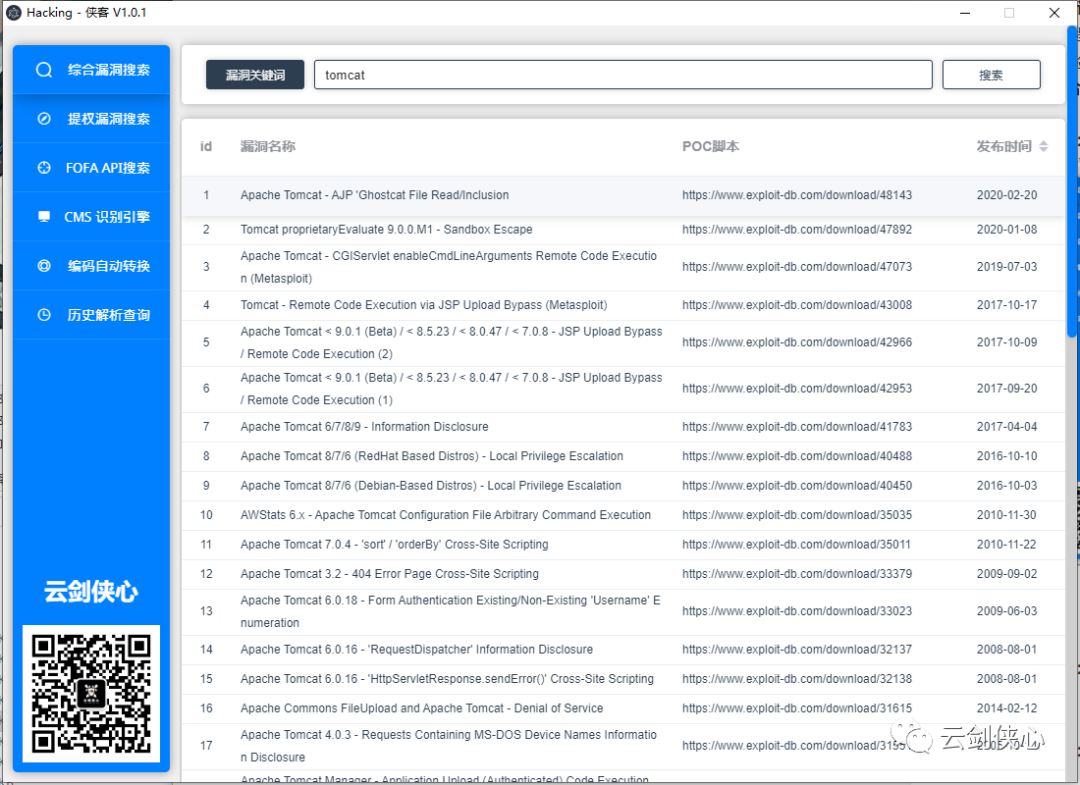 Hacking - 侠客 V1.0.1
综合漏洞搜索
提权漏洞搜索
FOFA API搜索
CMS 识别引擎
编码自动转换
历史解析查询
云剑侠心
漏洞关键词 tomcat 搜索
id 漏洞名称 POC脚本 发布时间
1 Apache Tomcat - AJP 'Ghostcat File Read/Inclusion https://www.exploit-db.com/download/48143 2020-02-20
2 Tomcat proprietaryEvaluate 9.0.0.M1 - Sandbox Escape https://www.exploit-db.com/download/47892 2020-01-08
3 Apache Tomcat - CGIServlet enableCmdLineArguments Remote Code Executio
n (Metasploit) https://www.exploit-db.com/download/47073 2019-07-03
4 Tomcat - Remote Code Execution via JSP Upload Bypass (Metasploit) https://www.exploit-db.com/download/43008 2017-10-17
5 Apache Tomcat < 9.0.1 (Beta) / < 8.5.23 / < 8.0.47 / < 7.0.8 - JSP Upload Bypass
/ Remote Code Execution (2) https://www.exploit-db.com/download/42966 2017-10-09
6 Apache Tomcat < 9.0.1 (Beta) / < 8.5.23 / < 8.0.47 / < 7.0.8 - JSP Upload Bypass
/ Remote Code Execution (1) https://www.exploit-db.com/download/42953 2017-09-20
7 Apache Tomcat 6/7/8/9 - Information Disclosure https://www.exploit-db.com/download/41783 2017-04-04
8 Apache Tomcat 8/7/6 (RedHat Based Distros) - Local Privilege Escalation https://www.exploit-db.com/download/40488 2016-10-10
9 Apache Tomcat 8/7/6 (Debian-Based Distros) - Local Privilege Escalation https://www.exploit-db.com/download/40450 2016-10-03
10 AWStats 6.x - Apache Tomcat Configuration File Arbitrary Command Execution https://www.exploit-db.com/download/35035 2010-11-30
11 Apache Tomcat 7.0.4 - 'sort' / 'orderBy' Cross-Site Scripting https://www.exploit-db.com/download/35011 2010-11-22
12 Apache Tomcat 3.2 - 404 Error Page Cross-Site Scripting https://www.exploit-db.com/download/33379 2009-09-02
13 Apache Tomcat 6.0.18 - Form Authentication Existing/Non-Existing 'Username' E
numeration https://www.exploit-db.com/download/33023 2009-06-03
14 Apache Tomcat 6.0.16 - 'RequestDispatcher' Information Disclosure https://www.exploit-db.com/download/32137 2008-08-01
15 Apache Tomcat 6.0.16 - 'HttpServletResponse.sendError()' Cross-Site Scripting https://www.exploit-db.com/download/32138 2008-08-01
16 Apache Commons FileUpload and Apache Tomcat - Denial of Service https://www.exploit-db.com/download/31615 2014-02-12
17 Apache Tomcat 4.0.3 - Requests Containing MS-DOS Device Names Informatio
n Disclosure
Apache Tomcat Manager - Application Upload (Authenticated) Code Execution
云剑侠心